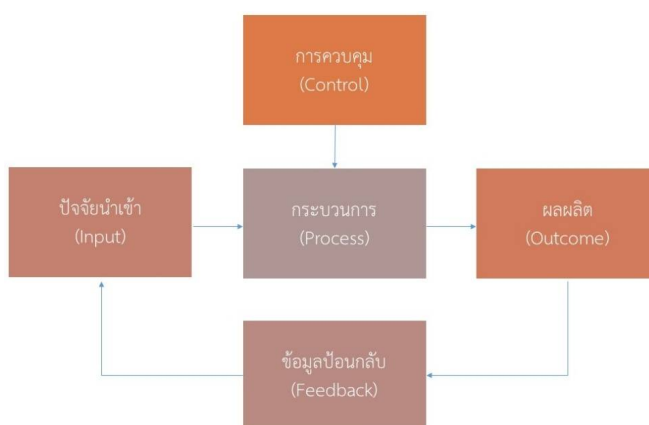 การควบคุม
(Control)
ปัจจัยนำเข้า
(Input)
กระบวนการ
(Process)
ผลผลิต
(Outcome)
ข้อมูลป้อนกลับ
(Feedback)